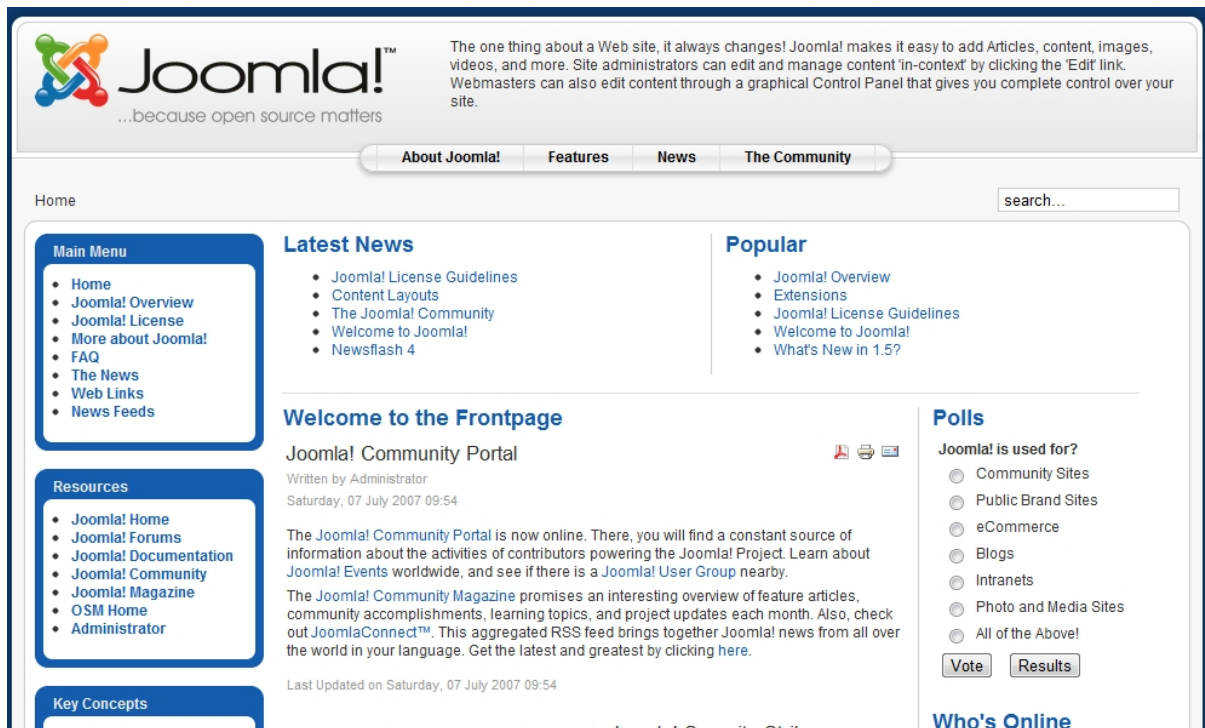 Joomla!™
...because open source matters
The one thing about a Web site, it always changes! Joomla! makes it easy to add Articles, content, images,
videos, and more. Site administrators can edit and manage content 'in-context' by clicking the 'Edit' link.
Webmasters can also edit content through a graphical Control Panel that gives you complete control over your
site.
About Joomla!
Features
News
The Community
Home
search...
Main Menu
Home
Joomla! Overview
Joomla! License
More about Joomla!
FAQ
The News
Web Links
News Feeds
Resources
Joomla! Home
Joomla! Forums
Joomla! Documentation
Joomla! Community
Joomla! Magazine
OSM Home
Administrator
Key Concepts
Latest News
Joomla! License Guidelines
Content Layouts
The Joomla! Community
Welcome to Joomla!
Newsflash 4
Popular
Joomla! Overview
Extensions
Joomla! License Guidelines
Welcome to Joomla!
What's New in 1.5?
Welcome to the Frontpage
Joomla! Community Portal
Written by Administrator
Saturday, 07 July 2007 09:54
The Joomla! Community Portal is now online. There, you will find a constant source of
information about the activities of contributors powering the Joomla! Project. Learn about
Joomla! Events worldwide, and see if there is a Joomla! User Group nearby.
The Joomla! Community Magazine promises an interesting overview of feature articles,
community accomplishments, learning topics, and project updates each month. Also, check
out JoomlaConnect™. This aggregated RSS feed brings together Joomla! news from all over
the world in your language. Get the latest and greatest by clicking here.
Last Updated on Saturday, 07 July 2007 09:54
Polls
Joomla! is used for?
Community Sites
Public Brand Sites
eCommerce
Blogs
Intranets
Photo and Media Sites
All of the Above!
Vote
Results
Who's Online